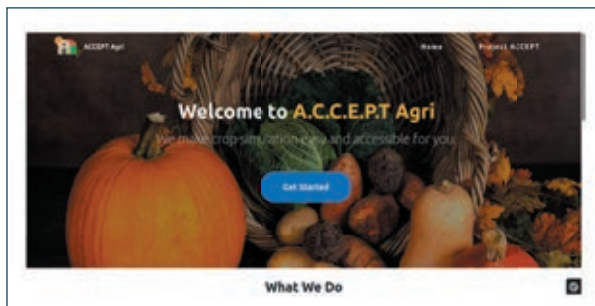 ACCEPT Agri
Home Project ACCEPT
Welcome to A.C.C.E.P.T Agri
We make crop simulation easy and accessible for you.
Get Started
What We Do